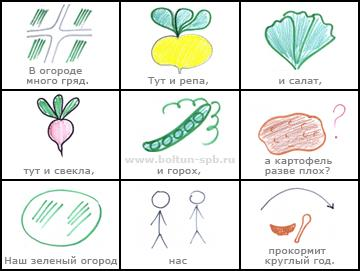 В огороде
много гряд.
Тут и репа,
и салат,
тут и свекла,
и горох,
а картофель
разве плох?
?
www.boltun-spb.ru
Наш зеленый огород
нас
прокормит
круглый год.